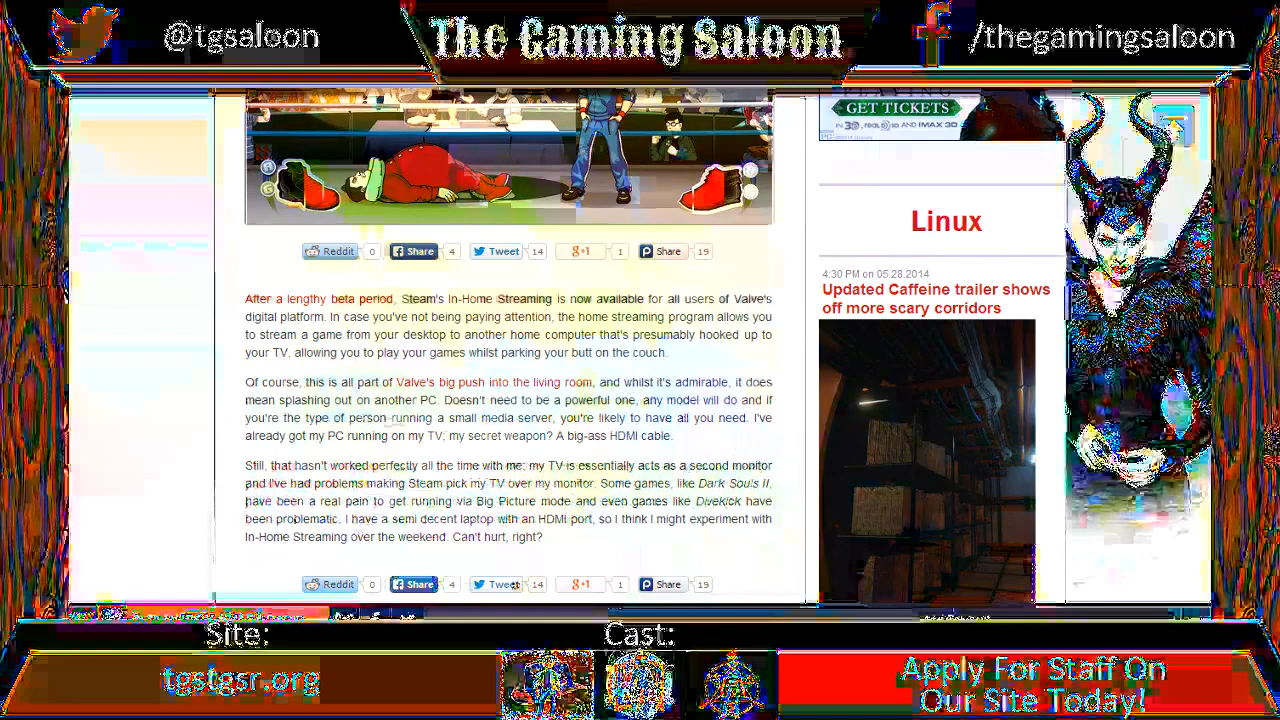 @tgsaloon
The Gaming Saloon
/thegamingsaloon
GET TICKETS
IN 3D, REAL D 3D AND IMAX 3D
Linux
4:30 PM on 05.28.2014
Updated Caffeine trailer shows
off more scary corridors
Reddit 0 Share 4 Tweet 14 g+1 1 Share 19
After a lengthy beta period, Steam's In-Home Streaming is now available for all users of Valve's
digital platform. In case you've not being paying attention, the home streaming program allows you
to stream a game from your desktop to another home computer that's presumably hooked up to
your TV, allowing you to play your games whilst parking your butt on the couch.
Of course, this is all part of Valve's big push into the living room, and whilst it's admirable, it does
mean splashing out on another PC. Doesn't need to be a powerful one, any model will do and if
you're the type of person running a small media server, you're likely to have all you need. I've
already got my PC running on my TV; my secret weapon? A big-ass HDMI cable.
Still, that hasn't worked perfectly all the time with me: my TV is essentially acts as a second monitor
and I've had problems making Steam pick my TV over my monitor. Some games, like Dark Souls II,
have been a real pain to get running via Big Picture mode and even games like Divekick have
been problematic. I have a semi decent laptop with an HDMI port, so I think I might experiment with
In-Home Streaming over the weekend. Can't hurt, right?
Reddit 0 Share 4 Tweet 14 g+1 1 Share 19
Site:
Cast:
tgstgsr.org
Apply For Staff On
Our Site Today!